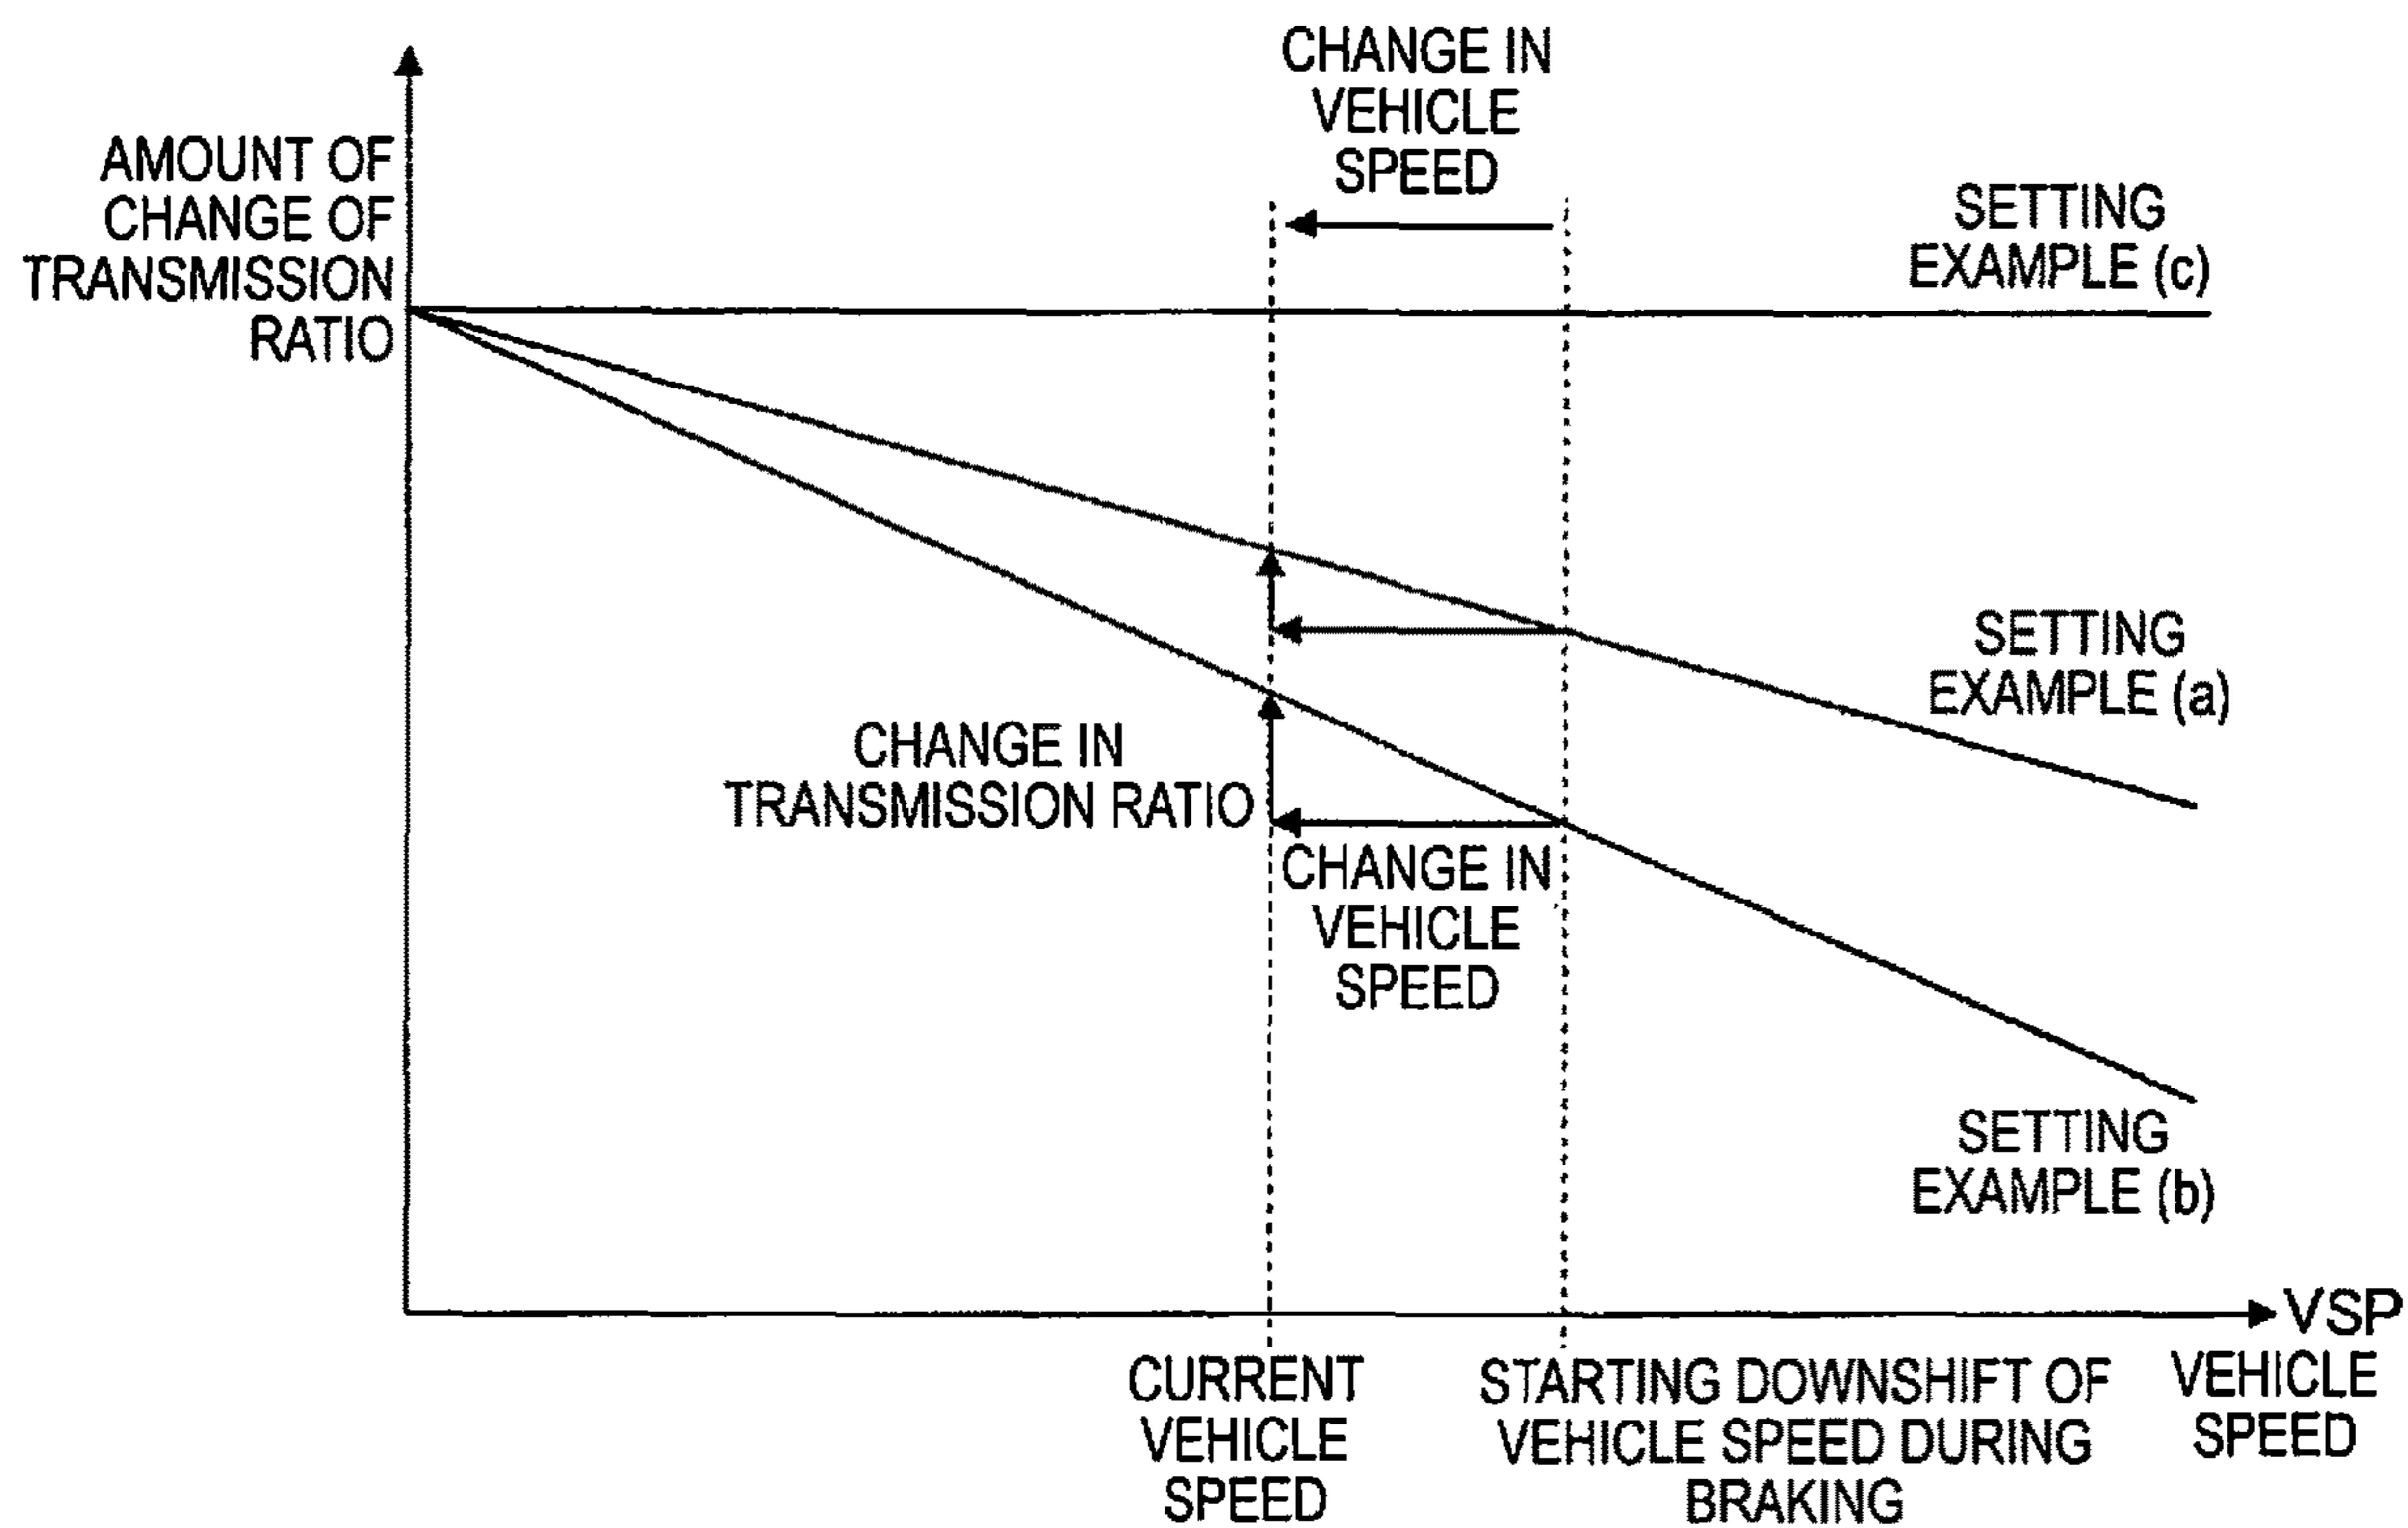 CHANGE IN
VEHICLE
SPEED
AMOUNT OF
CHANGE OF
TRANSMISSION
RATIO
SETTING
EXAMPLE (c)
SETTING
EXAMPLE (a)
CHANGE IN
TRANSMISSION RATIO
CHANGE IN
VEHICLE
SPEED
SETTING
EXAMPLE (b)
VSP
VEHICLE
SPEED
CURRENT
VEHICLE
SPEED
STARTING DOWNSHIFT OF
VEHICLE SPEED DURING
BRAKING